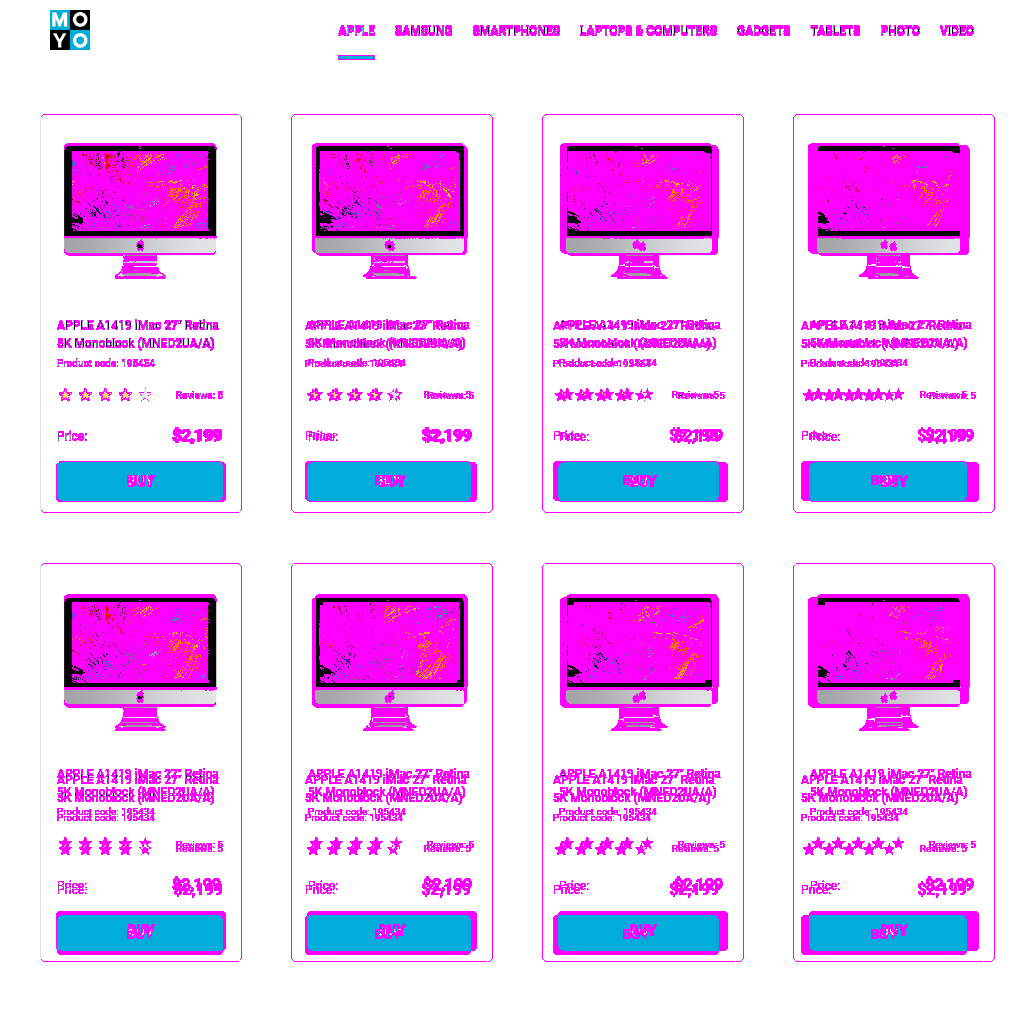 MO
YO
APPLE SAMSUNG SMARTPHONES LAPTOPS & COMPUTERS GADGETS TABLETS PHOTO VIDEO
APPLE A1419 iMac 27" Retina
5K Monoblock (MNED2UA/A)
Product code: 195434
Reviews: 5
Price: $2,199
BUY
APPLE A1419 iMac 27" Retina
5K Monoblock (MNED2UA/A)
Product code: 195434
Reviews: 5
Price: $2,199
BUY
APPLE A1419 iMac 27" Retina
5K Monoblock (MNED2UA/A)
Product code: 195434
Reviews: 5
Price: $2,199
BUY
APPLE A1419 iMac 27" Retina
5K Monoblock (MNED2UA/A)
Product code: 195434
Reviews: 5
Price: $2,199
BUY
APPLE A1419 iMac 27" Retina
5K Monoblock (MNED2UA/A)
Product code: 195434
Reviews: 5
Price: $2,199
BUY
APPLE A1419 iMac 27" Retina
5K Monoblock (MNED2UA/A)
Product code: 195434
Reviews: 5
Price: $2,199
BUY
APPLE A1419 iMac 27" Retina
5K Monoblock (MNED2UA/A)
Product code: 195434
Reviews: 5
Price: $2,199
BUY
APPLE A1419 iMac 27" Retina
5K Monoblock (MNED2UA/A)
Product code: 195434
Reviews: 5
Price: $2,199
BUY